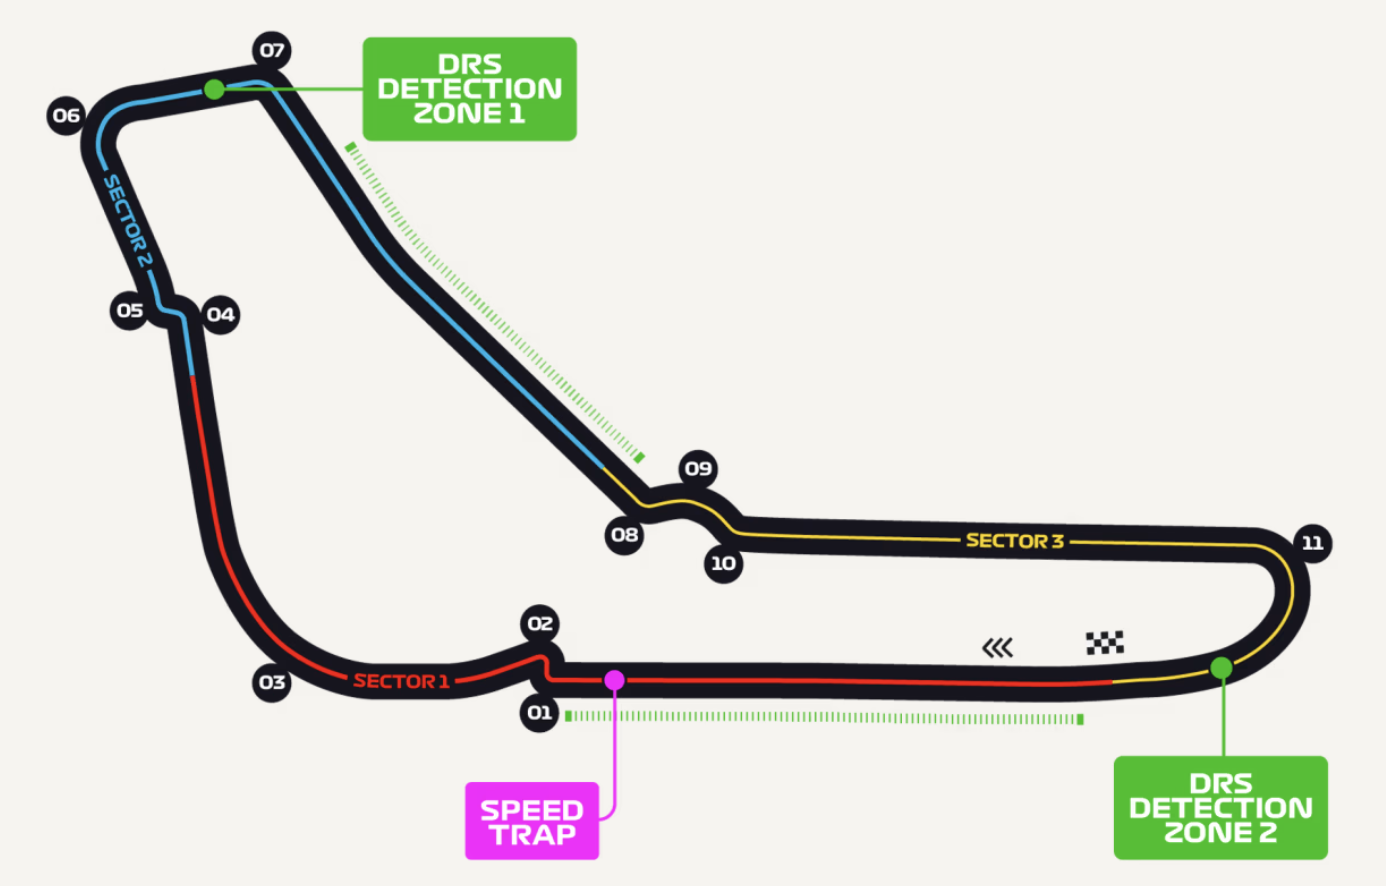 07
DRS
DETECTION
ZONE 1
06
SECTOR 2
05
04
09
08
10
SECTOR 3
11
02
03
SECTOR 1
01
SPEED
TRAP
DRS
DETECTION
ZONE 2